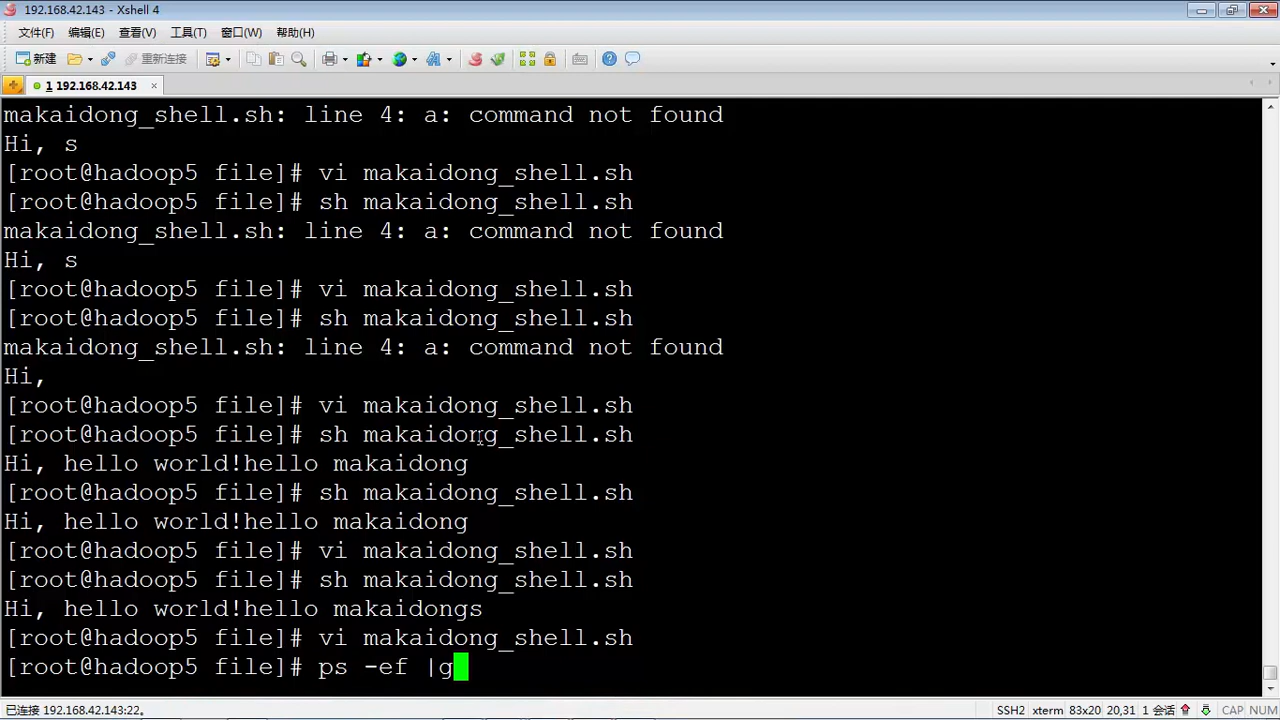 192.168.42.143 - Xshell 4
文件(F) 编辑(E) 查看(V) 工具(T) 窗口(W) 帮助(H)
新建 重新连接
1 192.168.42.143 ×
makaidong_shell.sh: line 4: a: command not found
Hi, s
[root@hadoop5 file]# vi makaidong_shell.sh
[root@hadoop5 file]# sh makaidong_shell.sh
makaidong_shell.sh: line 4: a: command not found
Hi, s
[root@hadoop5 file]# vi makaidong_shell.sh
[root@hadoop5 file]# sh makaidong_shell.sh
makaidong_shell.sh: line 4: a: command not found
Hi,
[root@hadoop5 file]# vi makaidong_shell.sh
[root@hadoop5 file]# sh makaidong_shell.sh
Hi, hello world!hello makaidong
[root@hadoop5 file]# sh makaidong_shell.sh
Hi, hello world!hello makaidong
[root@hadoop5 file]# vi makaidong_shell.sh
[root@hadoop5 file]# sh makaidong_shell.sh
Hi, hello world!hello makaidongs
[root@hadoop5 file]# vi makaidong_shell.sh
[root@hadoop5 file]# ps -ef |g
已连接 192.168.42.143:22。 SSH2 xterm 83x20 20,31 1 会话 CAP NUM